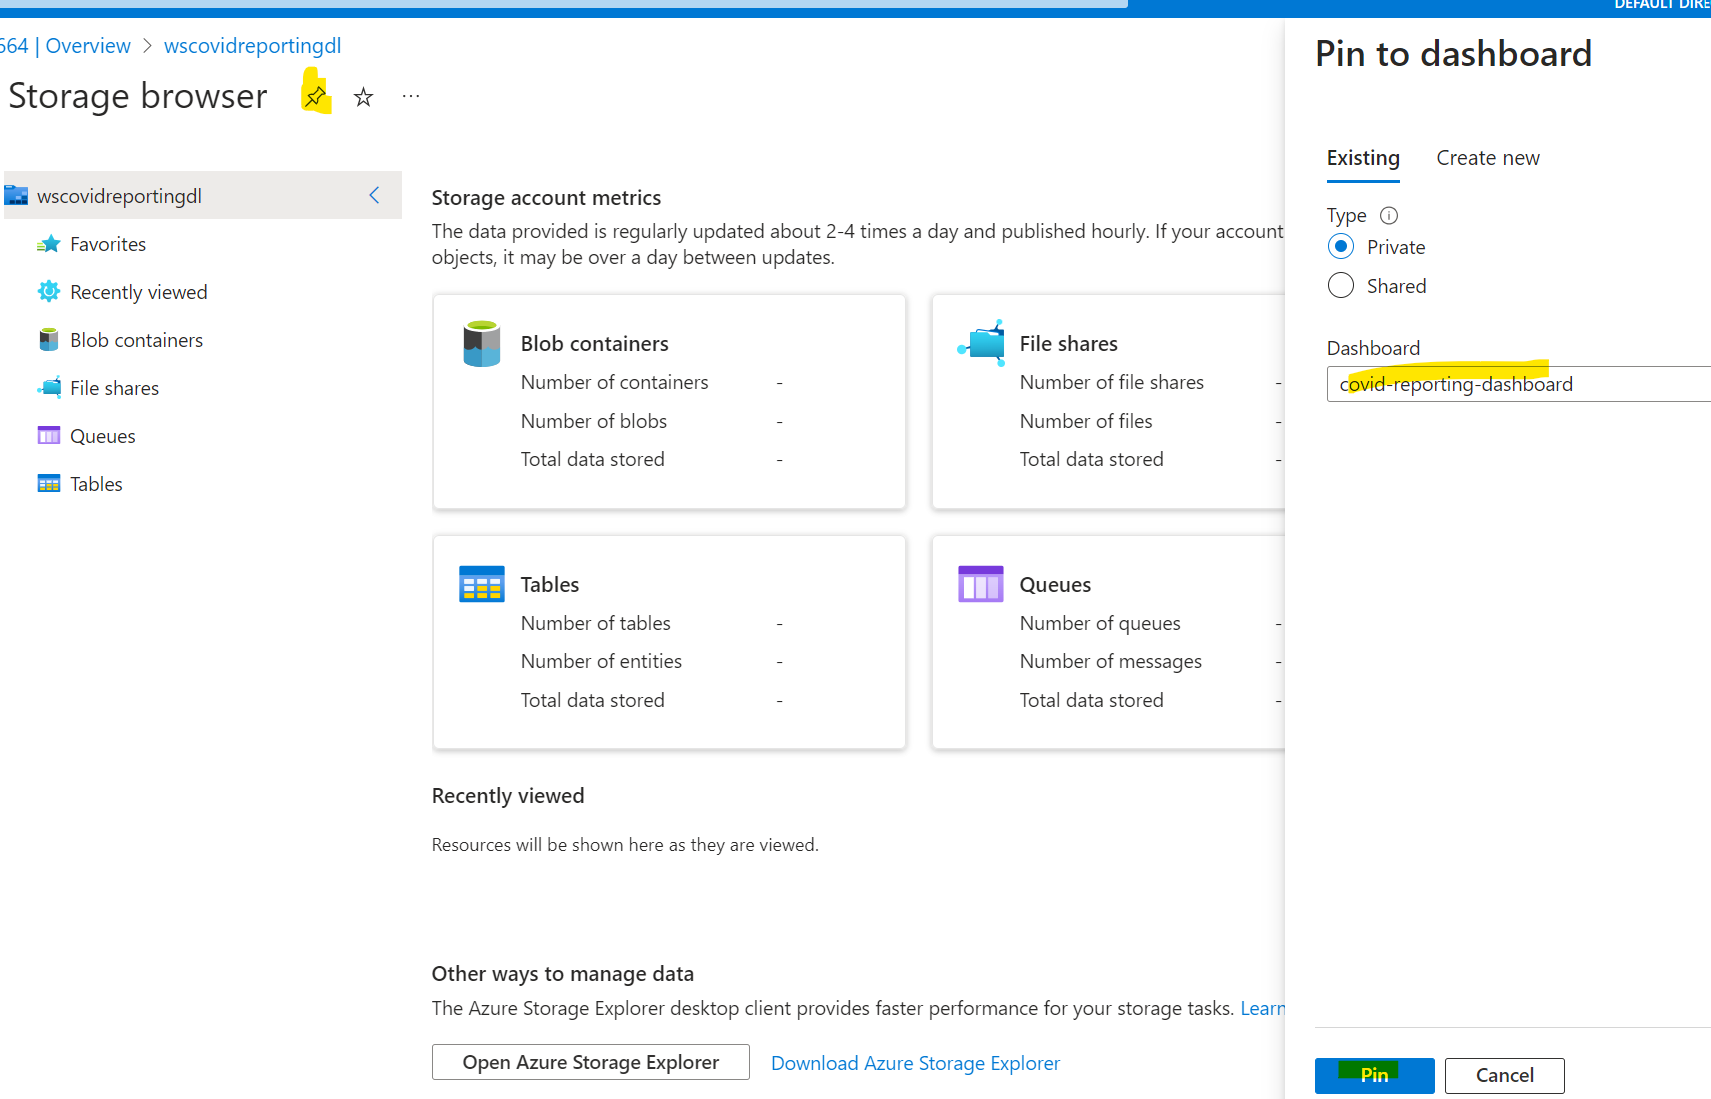 DEFAULT DIRE
664 | Overview > wscovidreportingdl
Storage browser ...
wscovidreportingdl
Favorites
Recently viewed
Blob containers
File shares
Queues
Tables
Storage account metrics
The data provided is regularly updated about 2-4 times a day and published hourly. If your account
objects, it may be over a day between updates.
Blob containers
Number of containers -
Number of blobs -
Total data stored -
File shares
Number of file shares -
Number of files -
Total data stored -
Tables
Number of tables -
Number of entities -
Total data stored -
Queues
Number of queues -
Number of messages -
Total data stored -
Recently viewed
Resources will be shown here as they are viewed.
Other ways to manage data
The Azure Storage Explorer desktop client provides faster performance for your storage tasks. Learn
Open Azure Storage Explorer Download Azure Storage Explorer
Pin to dashboard
Existing Create new
Type
Private
Shared
Dashboard
covid-reporting-dashboard
Pin Cancel